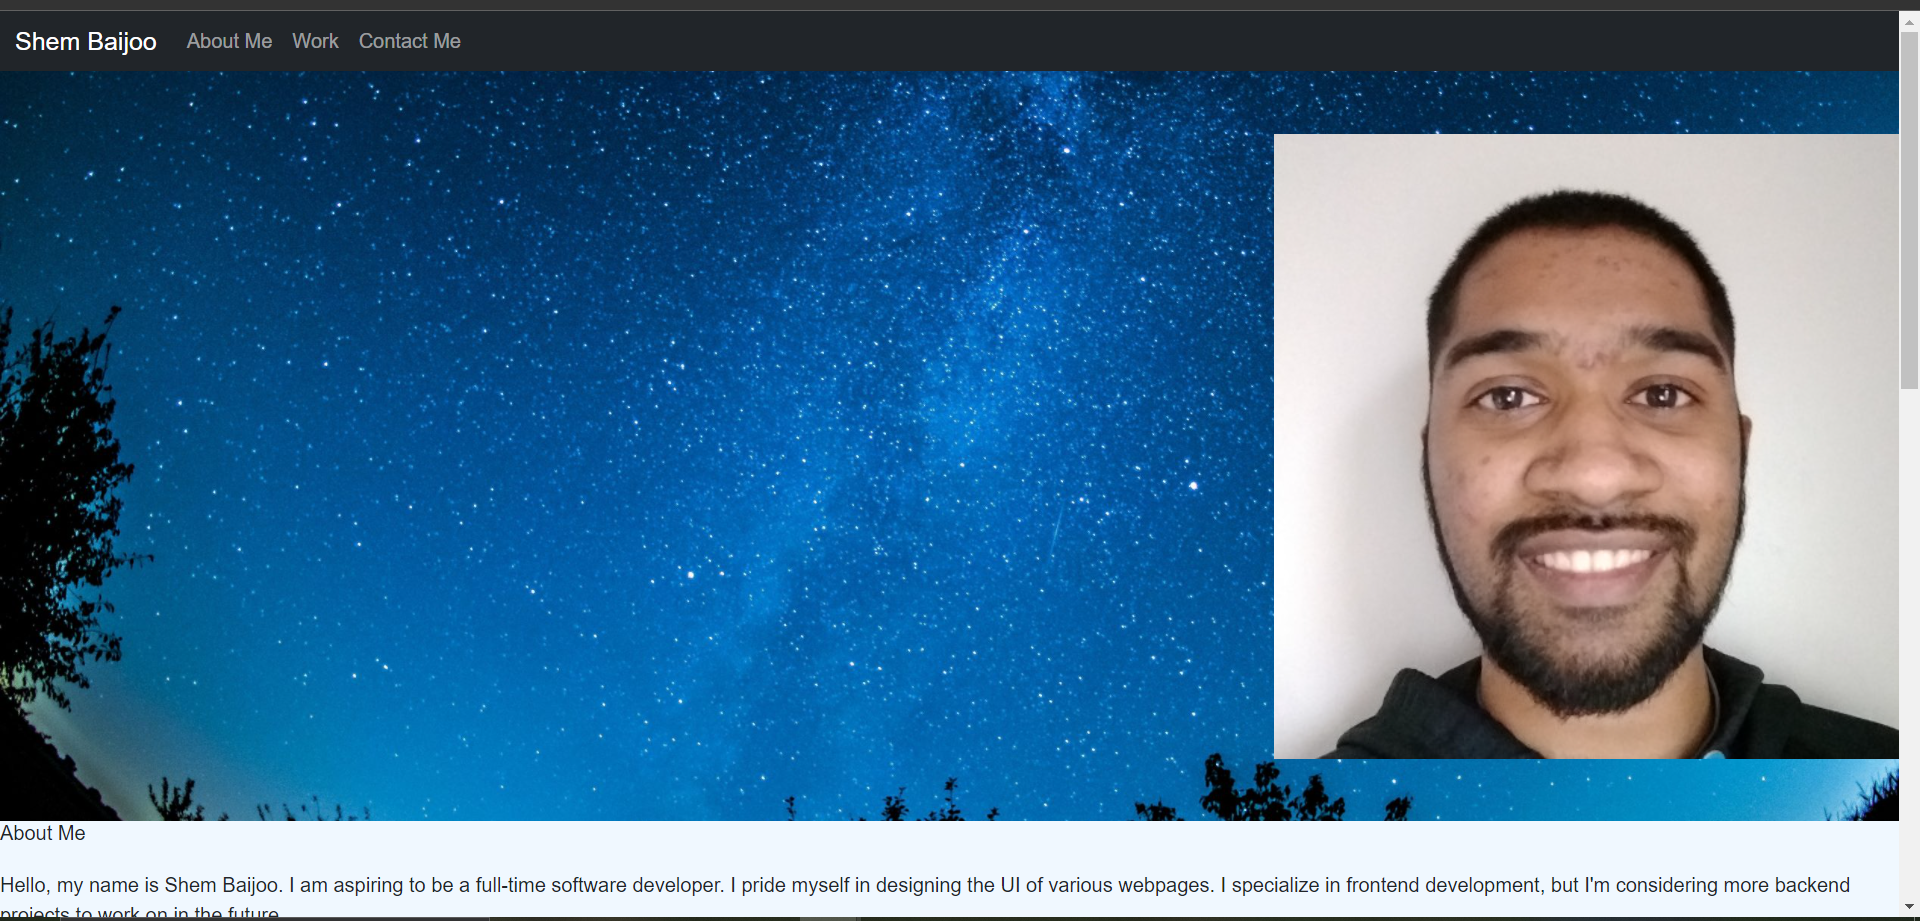 Shem Baijoo About Me Work Contact Me
About Me
Hello, my name is Shem Baijoo. I am aspiring to be a full-time software developer. I pride myself in designing the UI of various webpages. I specialize in frontend development, but I'm considering more backend
projects to work on in the future.